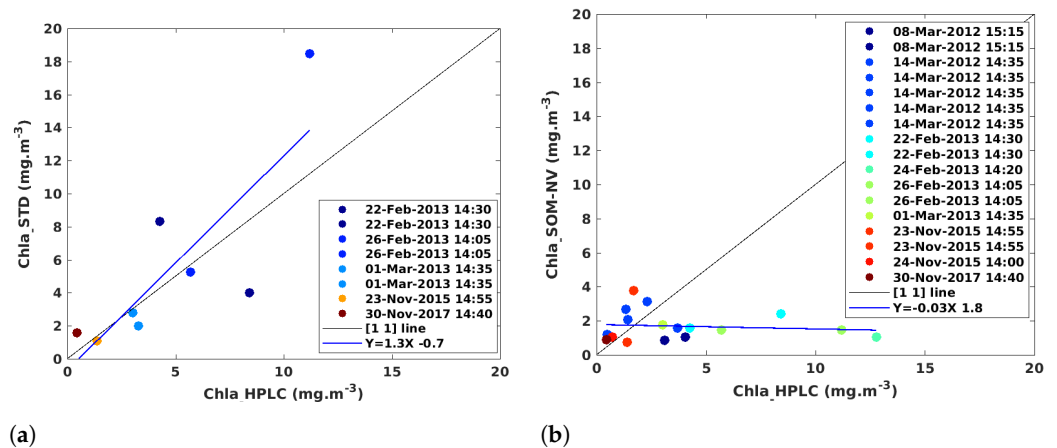 20
18
16
14
12
10
8
6
4
2
0
Chla_STD (mg.m-3)
22-Feb-2013 14:30
22-Feb-2013 14:30
26-Feb-2013 14:05
26-Feb-2013 14:05
01-Mar-2013 14:35
01-Mar-2013 14:35
23-Nov-2015 14:55
30-Nov-2017 14:40
[1 1] line
Y=1.3X -0.7
0 5 10 15 20
Chla_HPLC (mg.m-3)
(a)
20
18
16
14
12
10
8
6
4
2
0
Chla_SOM-NV (mg.m-3)
08-Mar-2012 15:15
08-Mar-2012 15:15
14-Mar-2012 14:35
14-Mar-2012 14:35
14-Mar-2012 14:35
14-Mar-2012 14:35
14-Mar-2012 14:35
22-Feb-2013 14:30
22-Feb-2013 14:30
24-Feb-2013 14:20
26-Feb-2013 14:05
26-Feb-2013 14:05
01-Mar-2013 14:35
23-Nov-2015 14:55
23-Nov-2015 14:55
24-Nov-2015 14:00
30-Nov-2017 14:40
[1 1] line
Y=-0.03X 1.8
0 5 10 15 20
Chla_HPLC (mg.m-3)
(b)